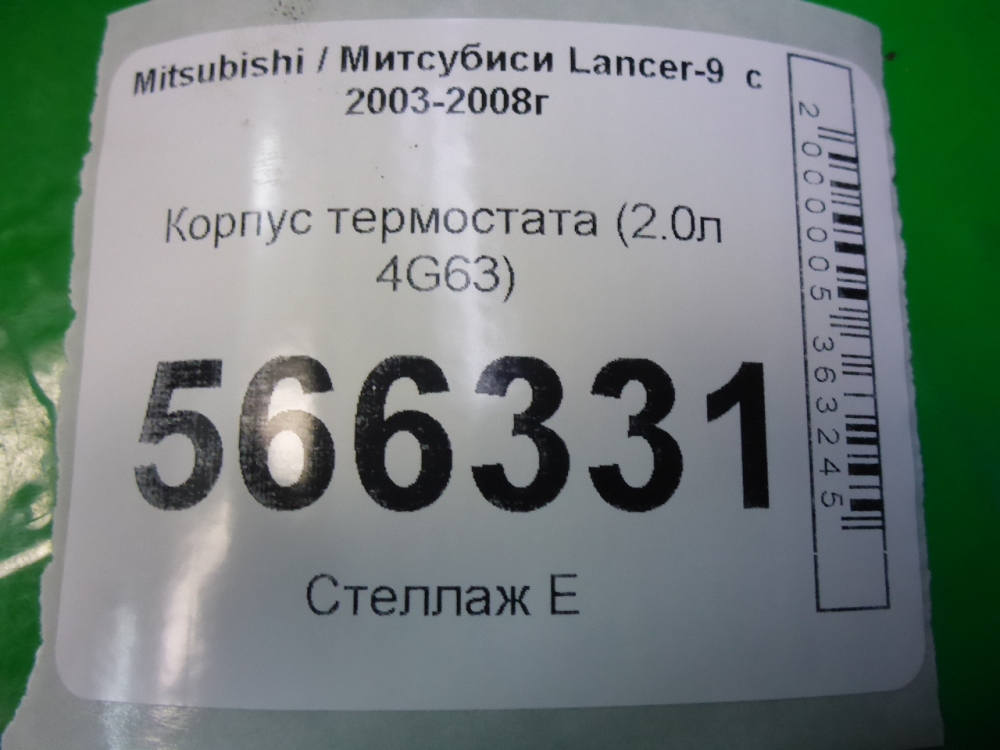 Mitsubishi / Митсубиси Lancer-9 с
2003-2008г
Корпус термостата (2.0л
4G63)
566331
Стеллаж Е
2000005363245